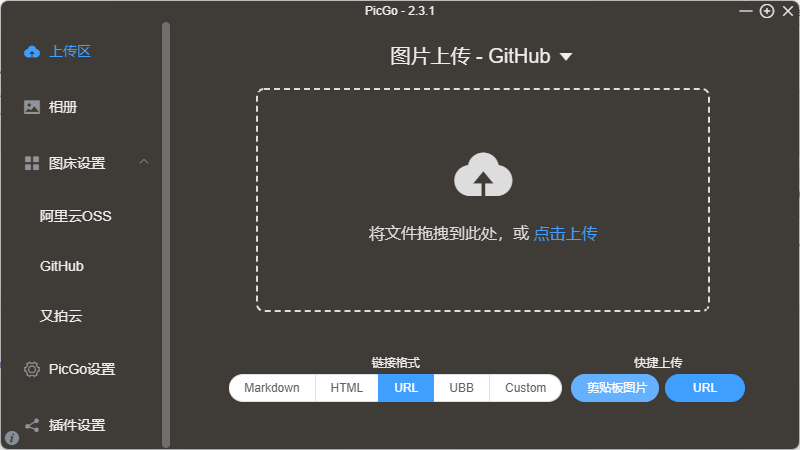 PicGo - 2.3.1
上传区
相册
图床设置
阿里云OSS
GitHub
又拍云
PicGo设置
插件设置
图片上传 - GitHub
将文件拖拽到此处，或 点击上传
链接格式
Markdown HTML URL UBB Custom
快捷上传
剪贴板图片 URL